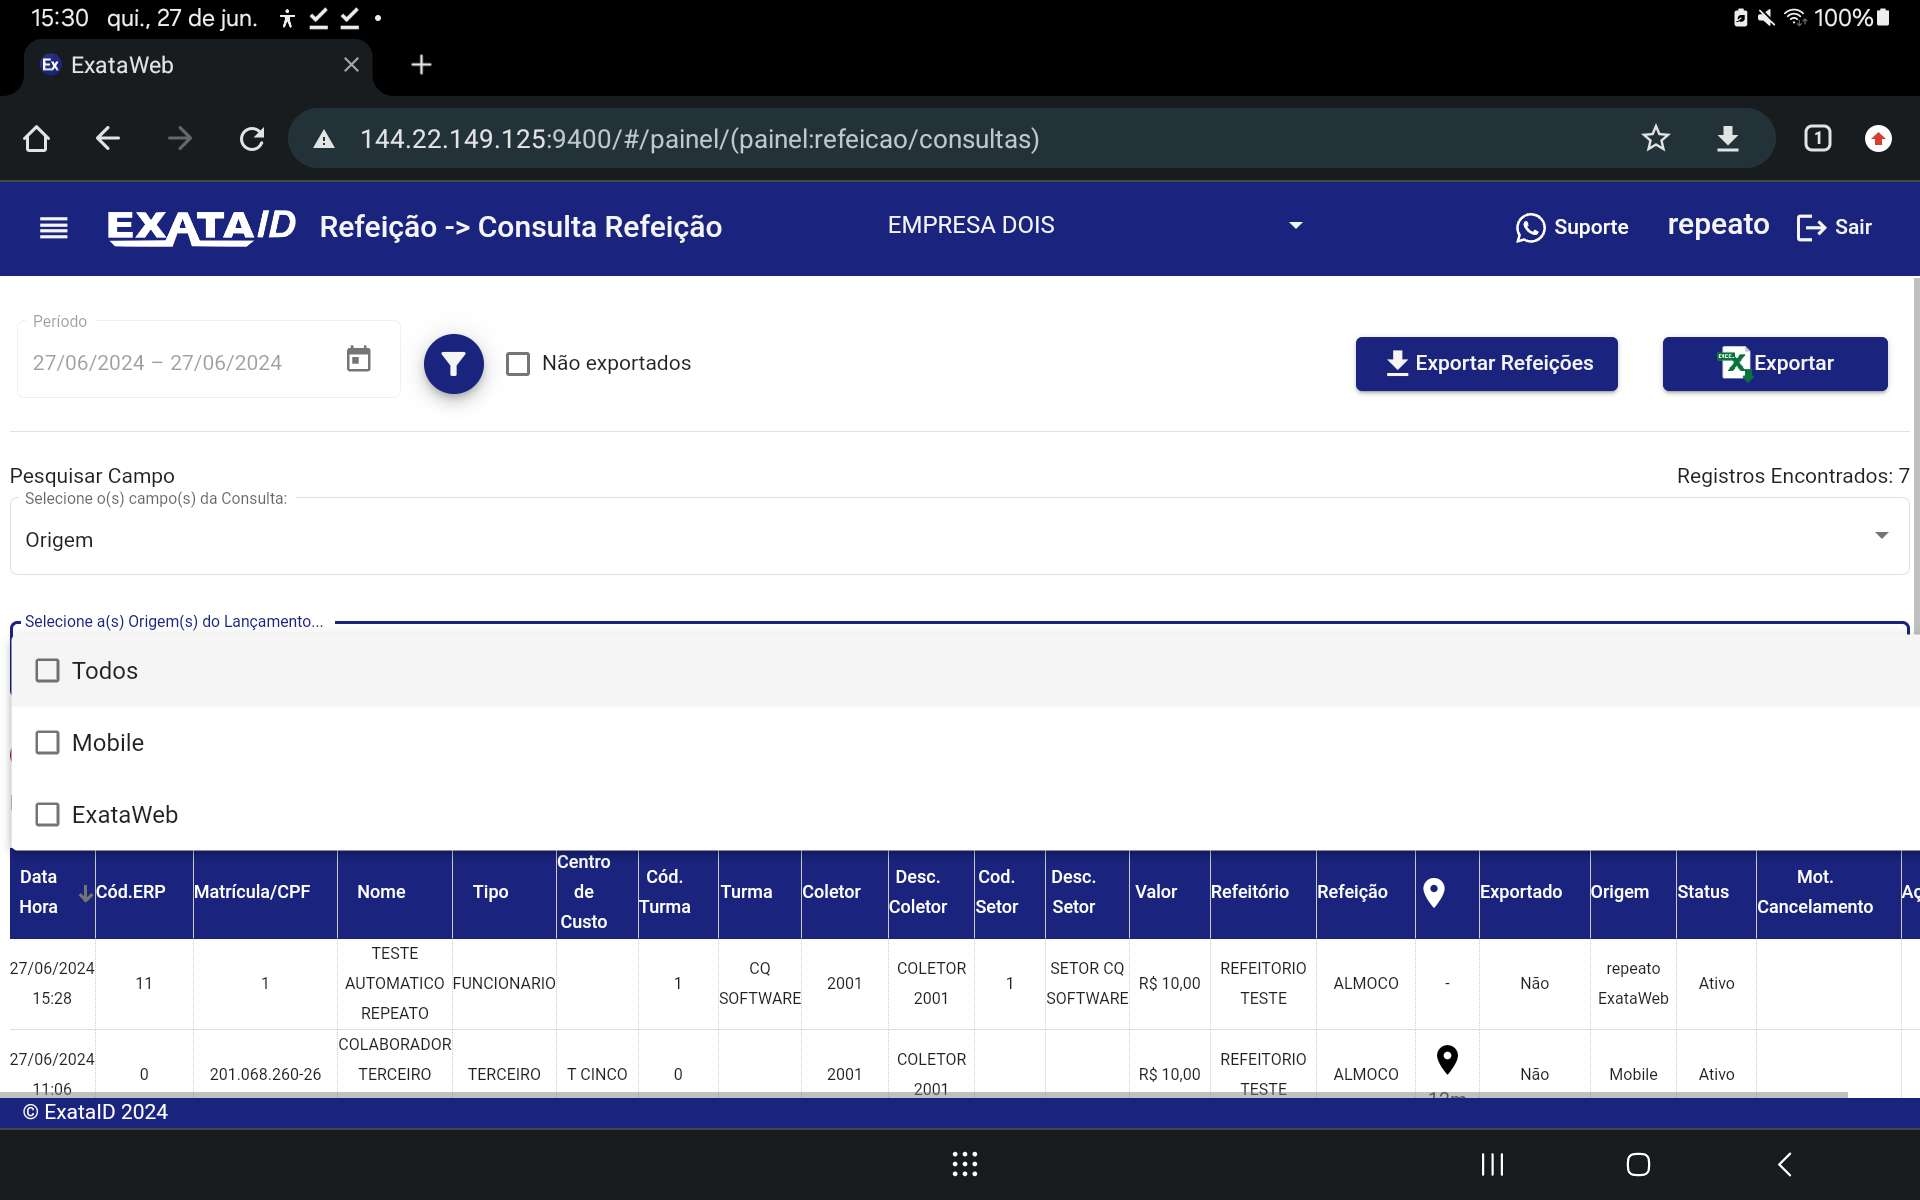 15:30 qui., 27 de jun.
100%
Ex ExataWeb
144.22.149.125:9400/#/painel/(painel:refeicao/consultas)
1
EXATAID Refeição -> Consulta Refeição EMPRESA DOIS Suporte repeato Sair
Período
27/06/2024 – 27/06/2024 Não exportados Exportar Refeições Exportar
Pesquisar Campo Registros Encontrados: 7
Selecione o(s) campo(s) da Consulta:
Origem
Selecione a(s) Origem(s) do Lançamento...
Todos
Mobile
ExataWeb
Data Hora Cód.ERP Matrícula/CPF Nome Tipo Centro de Custo Cód. Turma Turma Coletor Desc. Coletor Cod. Setor Desc. Setor Valor Refeitório Refeição Exportado Origem Status Mot. Cancelamento
27/06/2024 15:28 11 1 TESTE AUTOMATICO REPEATO FUNCIONARIO 1 CQ SOFTWARE 2001 COLETOR 2001 1 SETOR CQ SOFTWARE R$ 10,00 REFEITORIO TESTE ALMOCO - Não repeato ExataWeb Ativo
27/06/2024 11:06 0 201.068.260-26 COLABORADOR TERCEIRO TERCEIRO T CINCO 0 2001 COLETOR 2001 R$ 10,00 REFEITORIO TESTE ALMOCO Não Mobile Ativo
© ExataID 2024